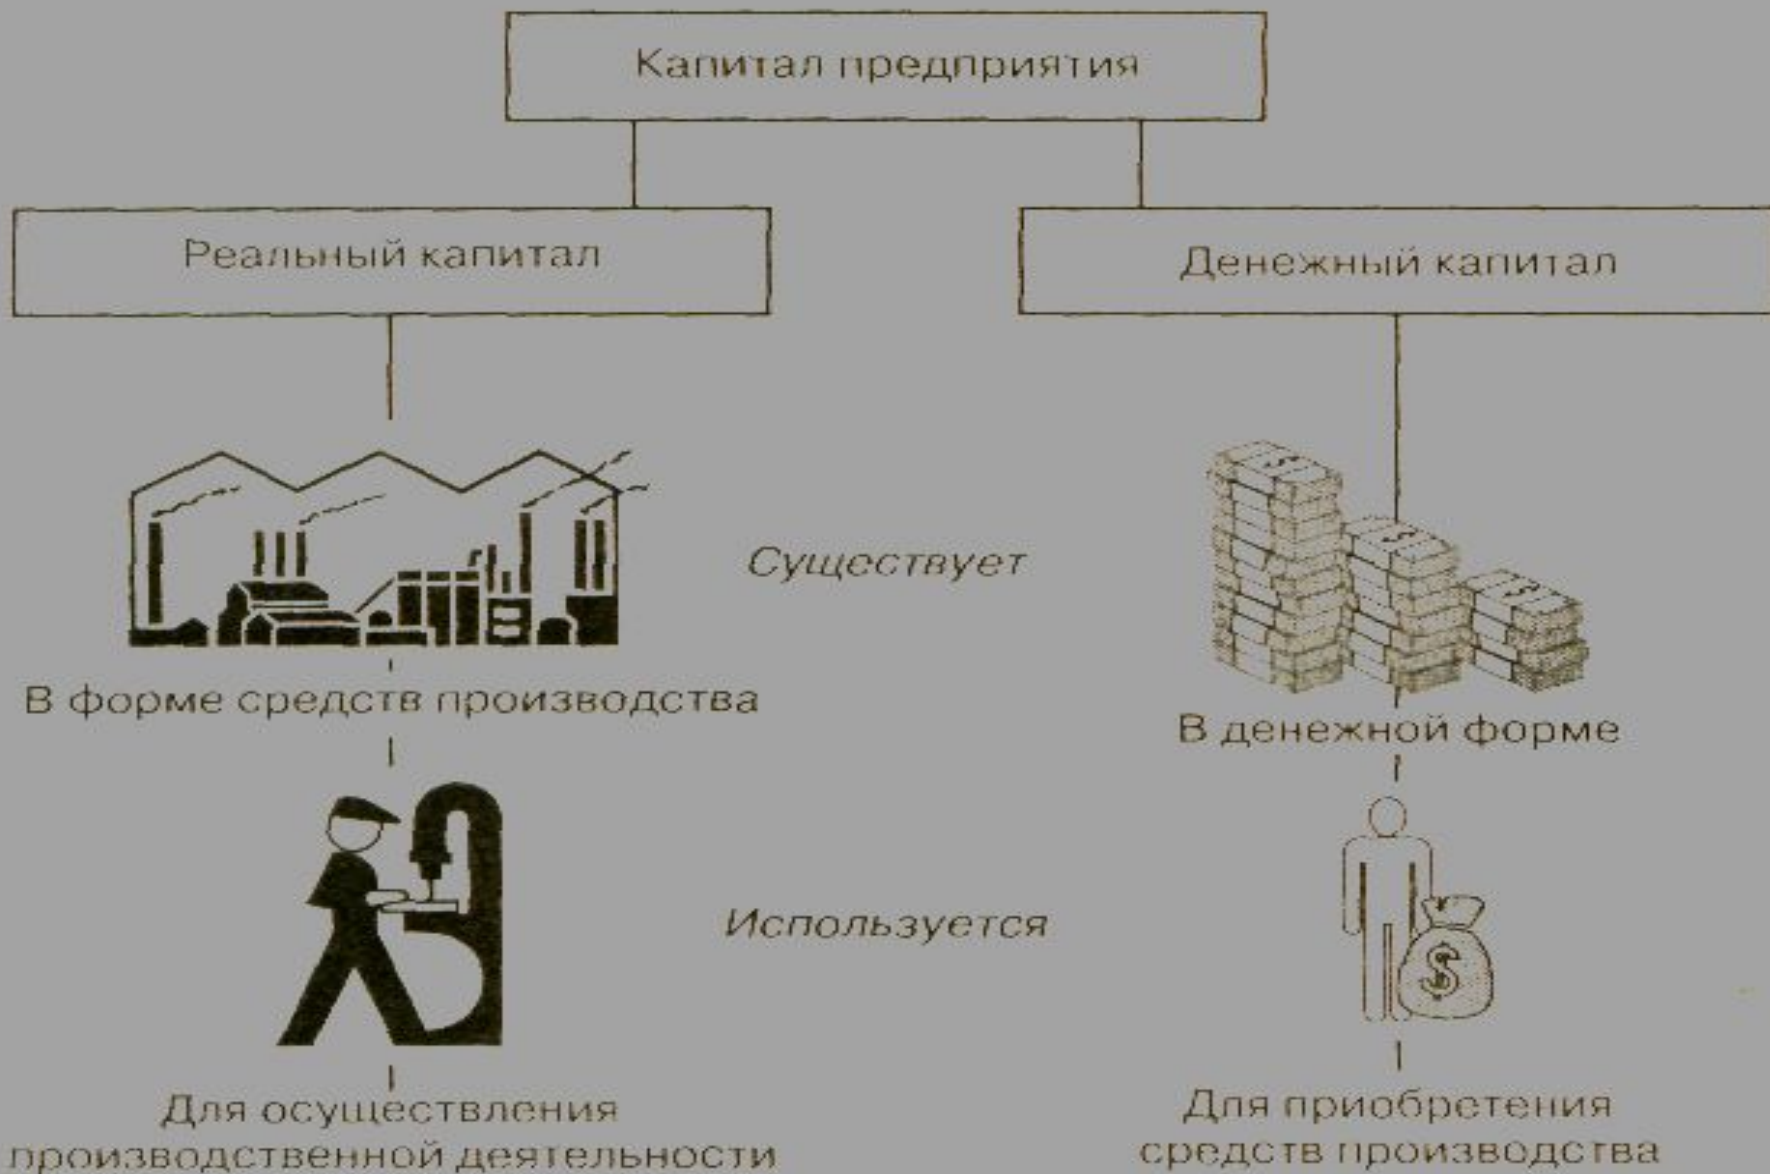 Капитал предприятия
Реальный капитал
Денежный капитал
Существует
В форме средств производства
В денежной форме
Используется
Для осуществления
производственной деятельности
Для приобретения
средств производства